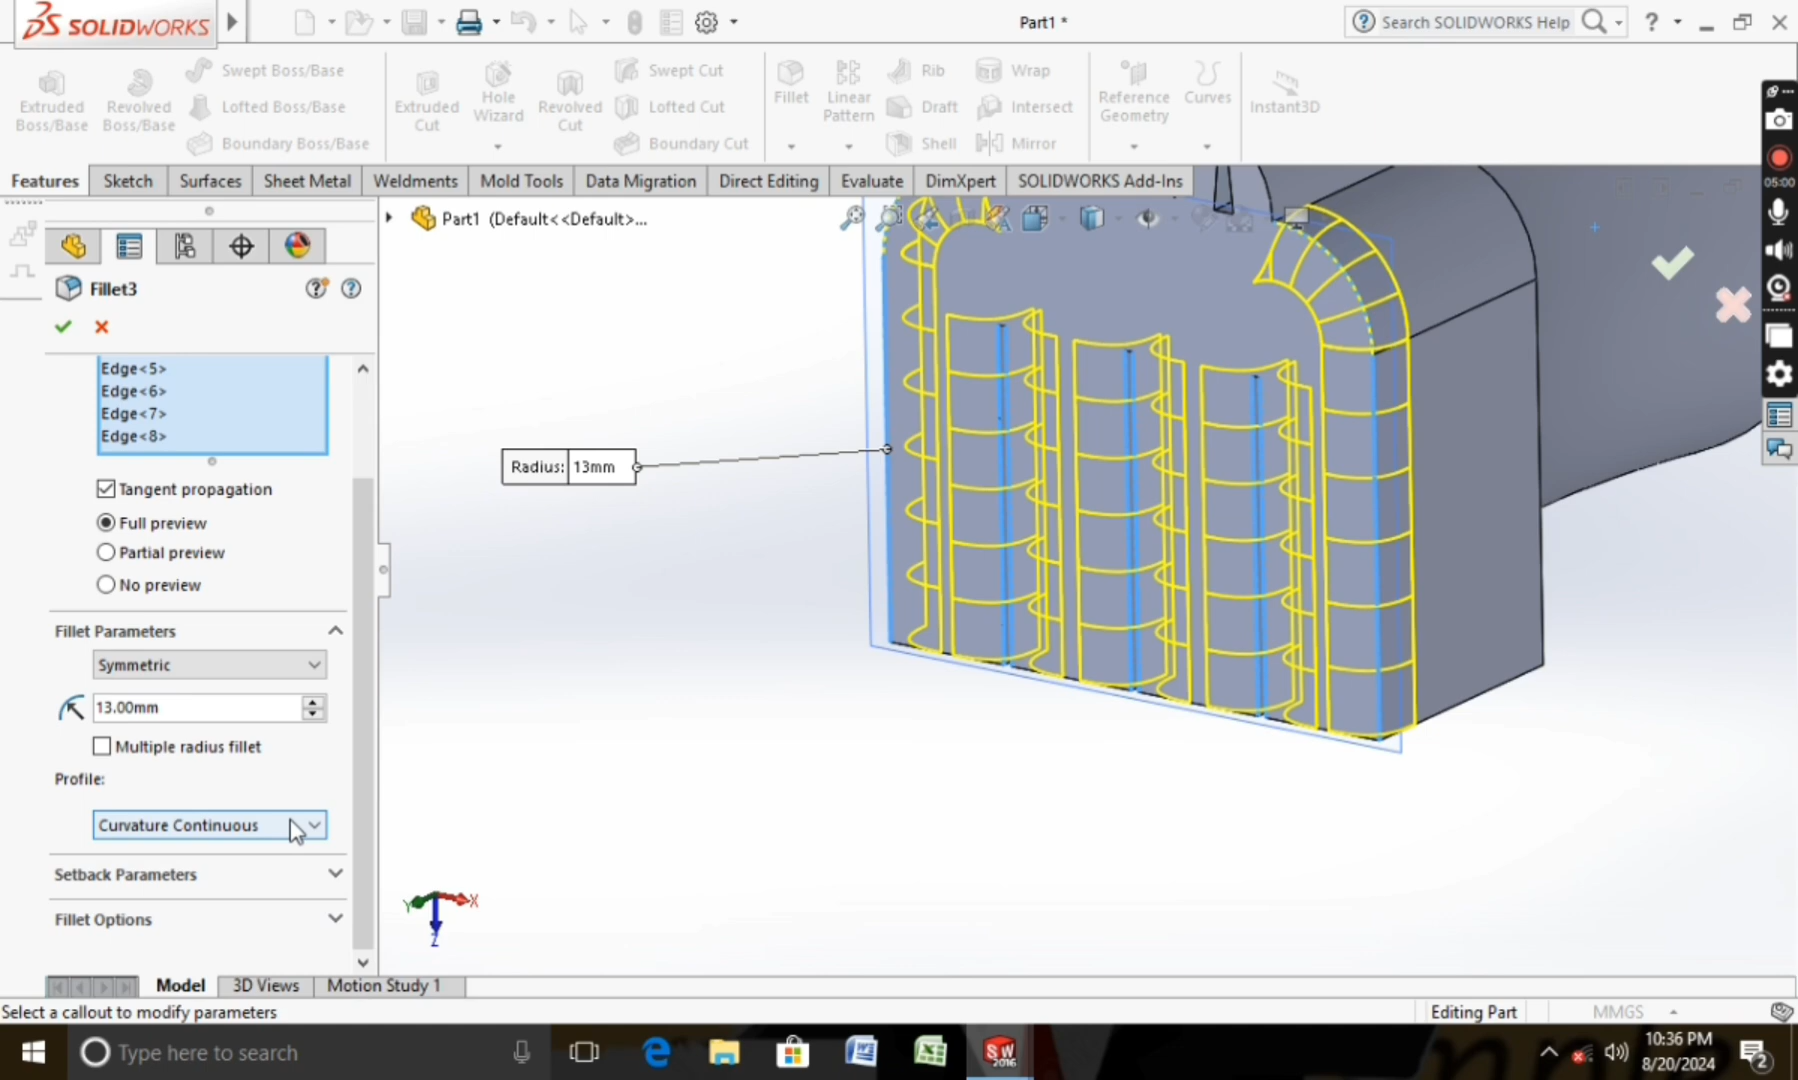 SOLIDWORKS
Part1 *
Search SOLIDWORKS Help
?
Extruded Boss/Base
Revolved Boss/Base
Swept Boss/Base
Lofted Boss/Base
Boundary Boss/Base
Extruded Cut
Hole Wizard
Revolved Cut
Swept Cut
Lofted Cut
Boundary Cut
Fillet
Linear Pattern
Rib
Draft
Shell
Wrap
Intersect
Mirror
Reference Geometry
Curves
Instant3D
Features
Sketch
Surfaces
Sheet Metal
Weldments
Mold Tools
Data Migration
Direct Editing
Evaluate
DimXpert
SOLIDWORKS Add-Ins
05:00
Part1 (Default<<Default>...
Fillet3
Edge<5>
Edge<6>
Edge<7>
Edge<8>
Tangent propagation
Full preview
Partial preview
No preview
Fillet Parameters
Symmetric
13.00mm
Multiple radius fillet
Profile:
Curvature Continuous
Setback Parameters
Fillet Options
Radius: 13mm
Y
X
Z
Model
3D Views
Motion Study 1
Select a callout to modify parameters
Editing Part
MMGS
Type here to search
SW
2016
10:36 PM
8/20/2024
2